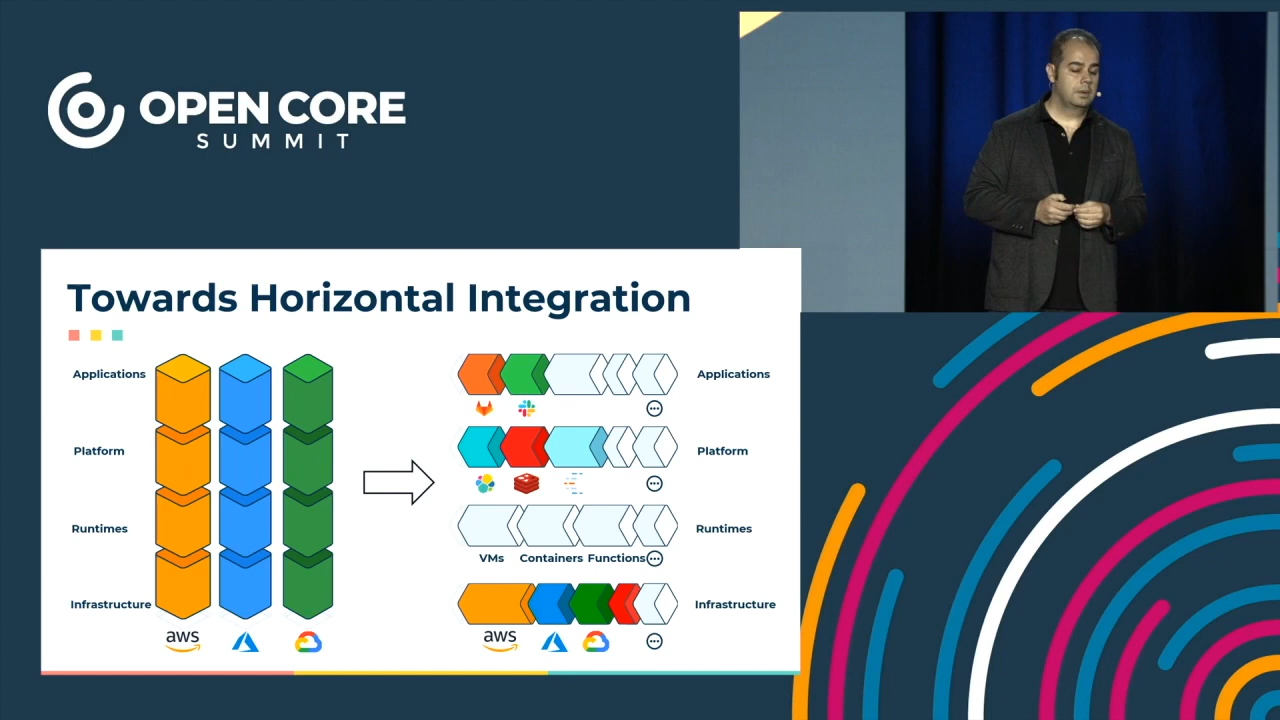 OPEN CORE
SUMMIT
Towards Horizontal Integration
Applications
Platform
Runtimes
Infrastructure
aws
Applications
Platform
VMs Containers Functions
Runtimes
aws
Infrastructure